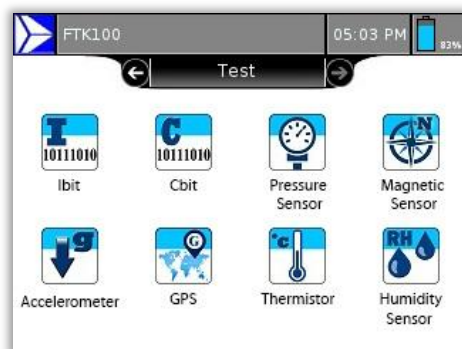 FTK100
05:03 PM
83%
Test
I
10111010
Ibit
C
10111010
Cbit
Pressure
Sensor
N
Magnetic
Sensor
g
Accelerometer
G
GPS
°c
Thermistor
RH
Humidity
Sensor